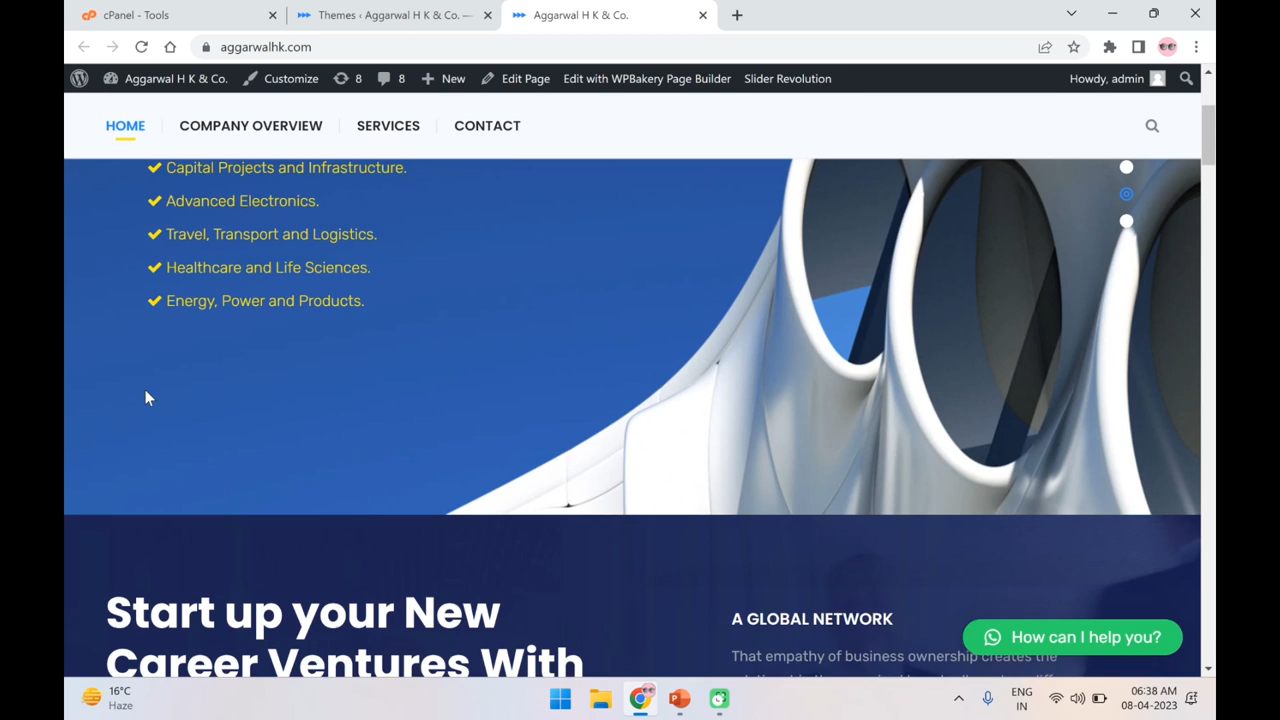 cPanel - Tools
Themes ‹ Aggarwal H K & Co. —
Aggarwal H K & Co.
aggarwalhk.com
Aggarwal H K & Co.
Customize
8
8
New
Edit Page
Edit with WPBakery Page Builder
Slider Revolution
Howdy, admin
HOME
COMPANY OVERVIEW
SERVICES
CONTACT
Capital Projects and Infrastructure.
Advanced Electronics.
Travel, Transport and Logistics.
Healthcare and Life Sciences.
Energy, Power and Products.
Start up your New
Career Ventures With
A GLOBAL NETWORK
That empathy of business ownership creates the
How can I help you?
16°C
Haze
ENG
IN
06:38 AM
08-04-2023